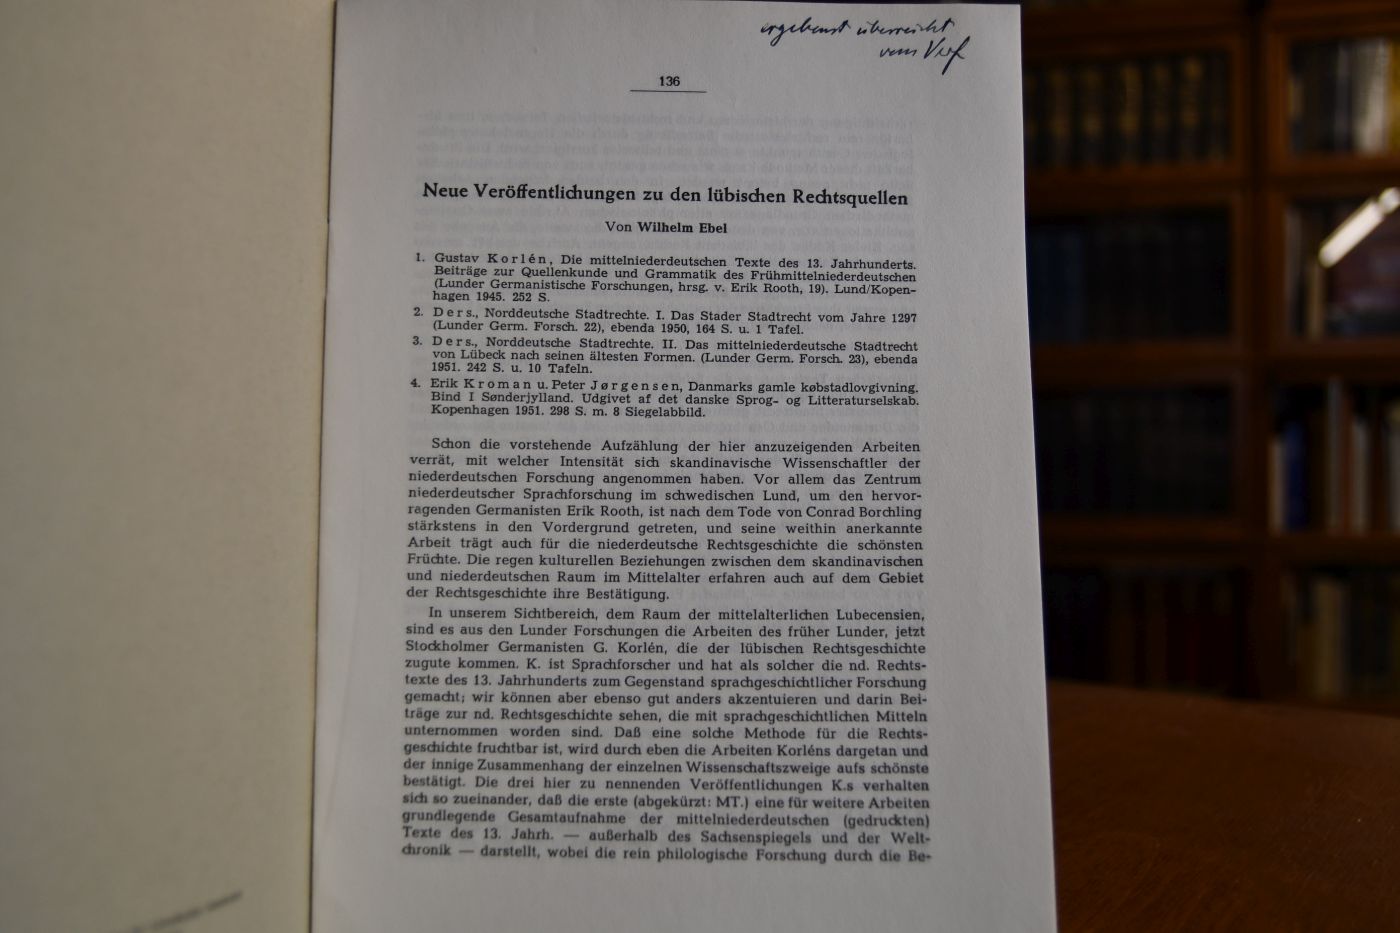 ergebenst überreicht
vom Verf
136
Neue Veröffentlichungen zu den lübischen Rechtsquellen
Von Wilhelm Ebel
1. Gustav Korlén, Die mittelniederdeutschen Texte des 13. Jahrhunderts.
Beiträge zur Quellenkunde und Grammatik des Frühmittelniederdeutschen
(Lunder Germanistische Forschungen, hrsg. v. Erik Rooth, 19). Lund/Kopen-
hagen 1945. 252 S.
2. Ders., Norddeutsche Stadtrechte. I. Das Stader Stadtrecht vom Jahre 1297
(Lunder Germ. Forsch. 22), ebenda 1950, 164 S. u. 1 Tafel.
3. Ders., Norddeutsche Stadtrechte. II. Das mittelniederdeutsche Stadtrecht
von Lübeck nach seinen ältesten Formen. (Lunder Germ. Forsch. 23), ebenda
1951. 242 S. u. 10 Tafeln.
4. Erik Kroman u. Peter Jørgensen, Danmarks gamle købstadlovgivning.
Bind I Sønderjylland. Udgivet af det danske Sprog- og Litteraturselskab.
Kopenhagen 1951. 298 S. m. 8 Siegelabbild.
Schon die vorstehende Aufzählung der hier anzuzeigenden Arbeiten
verrät, mit welcher Intensität sich skandinavische Wissenschaftler der
niederdeutschen Forschung angenommen haben. Vor allem das Zentrum
niederdeutscher Sprachforschung im schwedischen Lund, um den hervor-
ragenden Germanisten Erik Rooth, ist nach dem Tode von Conrad Borchling
stärkstens in den Vordergrund getreten, und seine weithin anerkannte
Arbeit trägt auch für die niederdeutsche Rechtsgeschichte die schönsten
Früchte. Die regen kulturellen Beziehungen zwischen dem skandinavischen
und niederdeutschen Raum im Mittelalter erfahren auch auf dem Gebiet
der Rechtsgeschichte ihre Bestätigung.
In unserem Sichtbereich, dem Raum der mittelalterlichen Lubecensien,
sind es aus den Lunder Forschungen die Arbeiten des früher Lunder, jetzt
Stockholmer Germanisten G. Korlén, die der lübischen Rechtsgeschichte
zugute kommen. K. ist Sprachforscher und hat als solcher die nd. Rechts-
texte des 13. Jahrhunderts zum Gegenstand sprachgeschichtlicher Forschung
gemacht; wir können aber ebenso gut anders akzentuieren und darin Bei-
träge zur nd. Rechtsgeschichte sehen, die mit sprachgeschichtlichen Mitteln
unternommen worden sind. Daß eine solche Methode für die Rechts-
geschichte fruchtbar ist, wird durch eben die Arbeiten Korléns dargetan und
der innige Zusammenhang der einzelnen Wissenschaftszweige aufs schönste
bestätigt. Die drei hier zu nennenden Veröffentlichungen K.s verhalten
sich so zueinander, daß die erste (abgekürzt: MT.) eine für weitere Arbeiten
grundlegende Gesamtaufnahme der mittelniederdeutschen (gedruckten)
Texte des 13. Jahrh. — außerhalb des Sachsenspiegels und der Welt-
chronik — darstellt, wobei die rein philologische Forschung durch die Be-